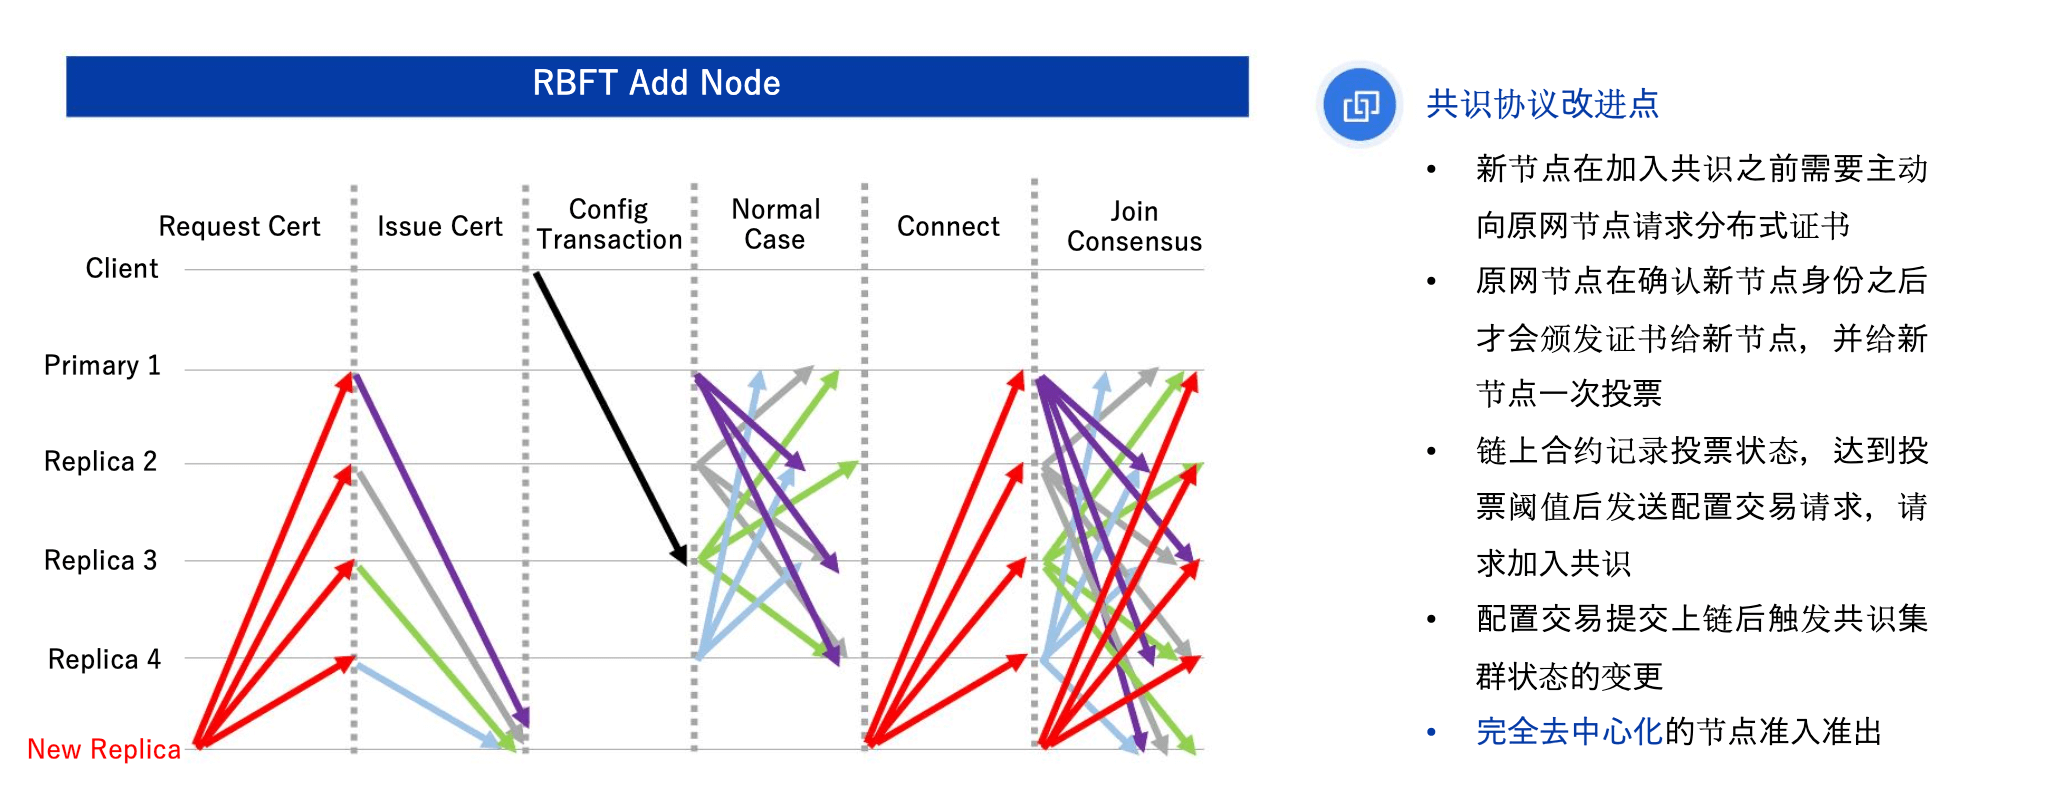 RBFT Add Node
Request Cert
Issue Cert
Config
Transaction
Normal
Case
Connect
Join
Consensus
Client
Primary 1
Replica 2
Replica 3
Replica 4
New Replica
共识协议改进点
• 新节点在加入共识之前需要主动
向原网节点请求分布式证书
• 原网节点在确认新节点身份之后
才会颁发证书给新节点，并给新
节点一次投票
• 链上合约记录投票状态，达到投
票阈值后发送配置交易请求，请
求加入共识
• 配置交易提交上链后触发共识集
群状态的变更
• 完全去中心化的节点准入准出